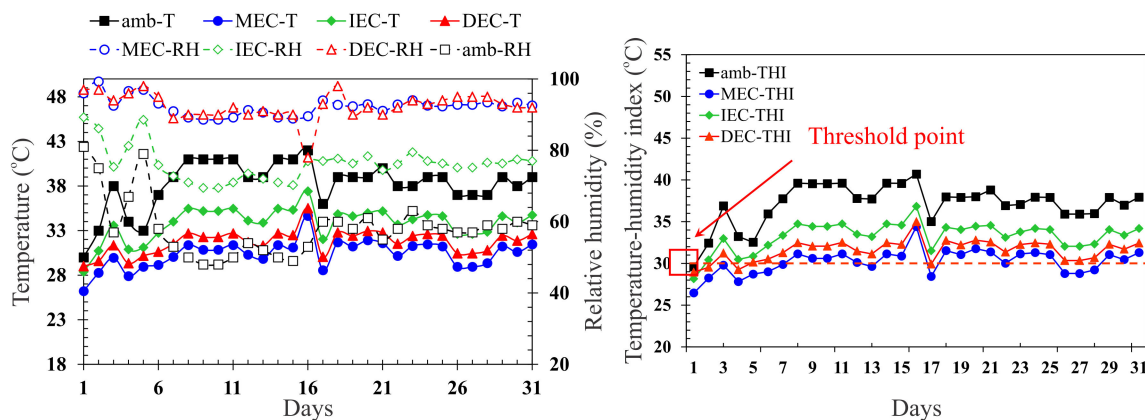 amb-T MEC-T IEC-T DEC-T
MEC-RH IEC-RH DEC-RH amb-RH
Temperature (°C)
48
43
38
33
28
23
18
100
80
60
40
20
Relative humidity (%)
1 6 11 16 21 26 31
Days
Temperature-humidity index (°C)
55
50
45
40
35
30
25
20
amb-THI
MEC-THI
IEC-THI
DEC-THI
Threshold point
1 3 5 7 9 11 13 15 17 19 21 23 25 27 29 31
Days